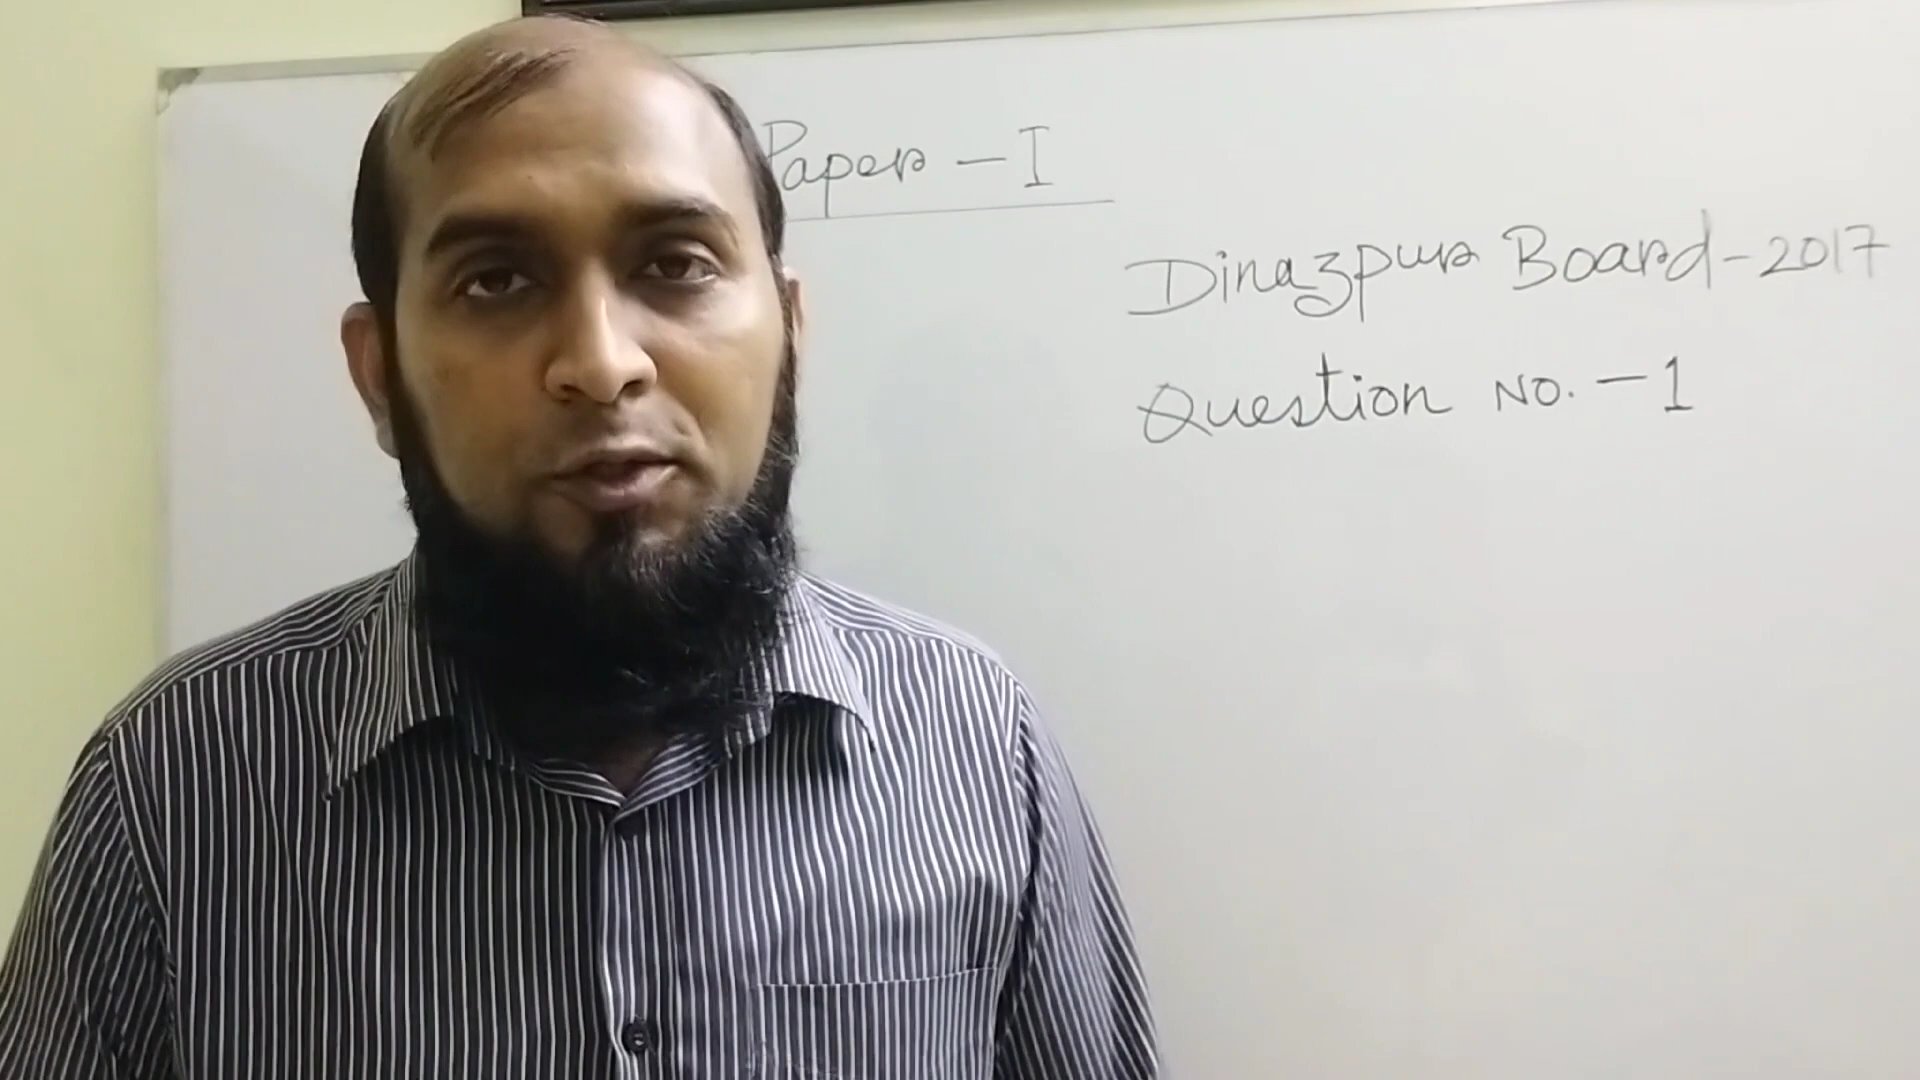 Paper - I
Dinazpur Board-2017
Question No. - 1